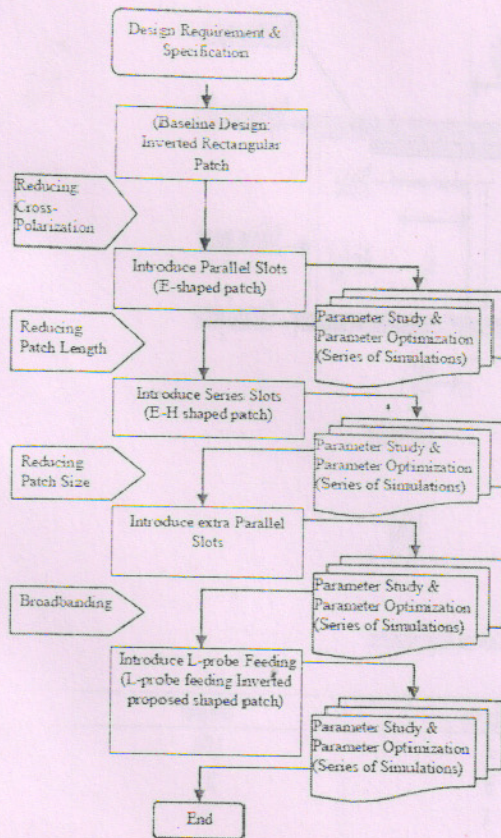 Design Requirement &
Specification
(Baseline Design:
Inverted Rectangular
Patch
Reducing
Cross-
Polarization
Introduce Parallel Slots
(E-shaped patch)
Parameter Study &
Parameter Optimization
(Series of Simulations)
Reducing
Patch Length
Introduce Series Slots
(E-H shaped patch)
Parameter Study &
Parameter Optimization
(Series of Simulations)
Reducing
Patch Size
Introduce extra Parallel
Slots
Parameter Study &
Parameter Optimization
(Series of Simulations)
Broadbanding
Introduce L-probe Feeding
(L-probe feeding Inverted
proposed shaped patch)
Parameter Study &
Parameter Optimization
(Series of Simulations)
End